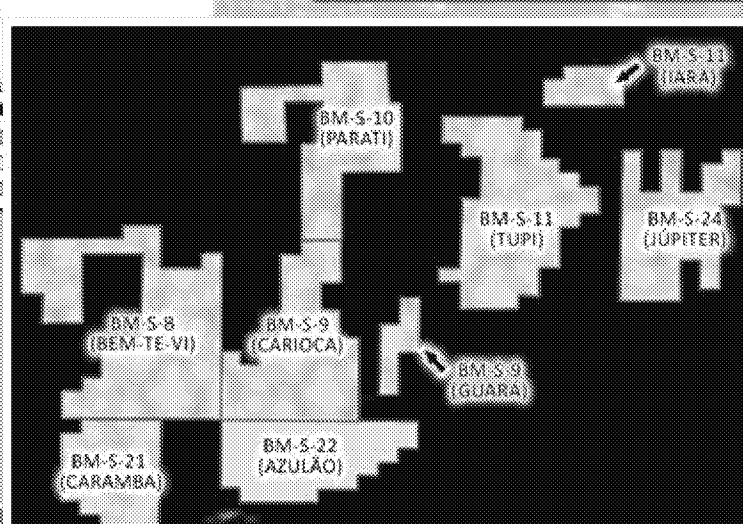 BM-S-11
(IARA)
BM-S-10
(PARATI)
BM-S-11
(TUPI)
BM-S-24
(JÚPITER)
BM-S-8
(BEM-TE-VI)
BM-S-9
(CARIOCA)
BM-S-9
(GUARÁ)
BM-S-21
(CARAMBA)
BM-S-22
(AZULÃO)